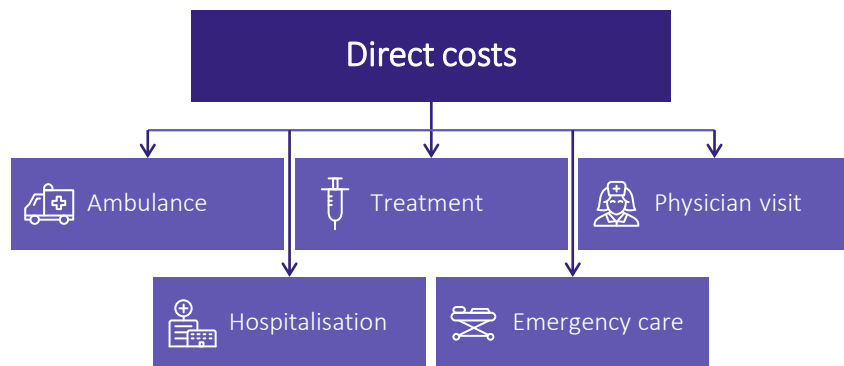 Direct costs
Ambulance
Treatment
Physician visit
Hospitalisation
Emergency care